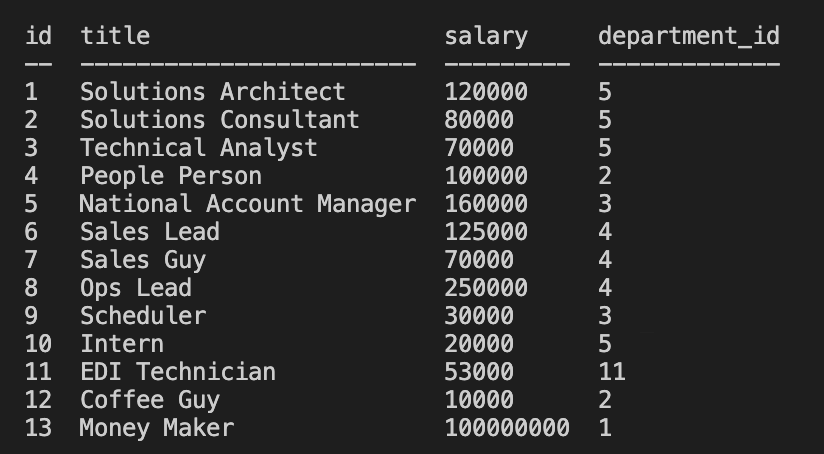 id  title                     salary     department_id
--  ------------------------  ---------  -------------
1   Solutions Architect       120000     5
2   Solutions Consultant      80000      5
3   Technical Analyst         70000      5
4   People Person             100000     2
5   National Account Manager  160000     3
6   Sales Lead                125000     4
7   Sales Guy                 70000      4
8   Ops Lead                  250000     4
9   Scheduler                 30000      3
10  Intern                    20000      5
11  EDI Technician            53000      11
12  Coffee Guy                10000      2
13  Money Maker               100000000  1